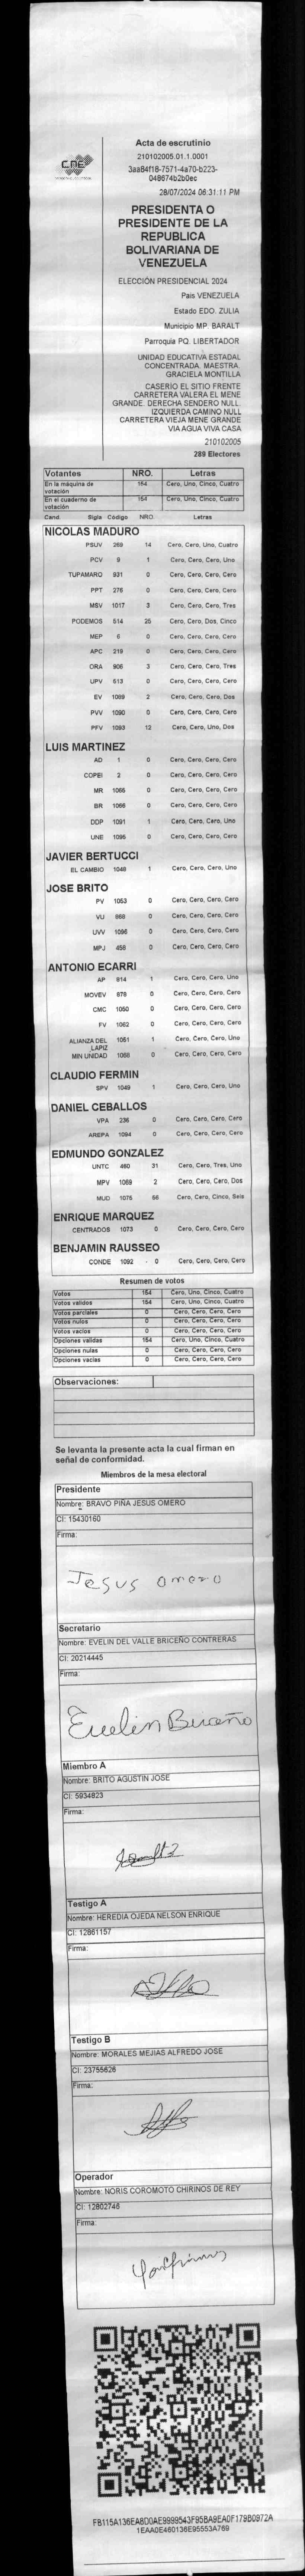 CNE
Acta de escrutinio
210102005.01.1.0001
3aa84f18-7571-4a70-b223-
048674b2b0ec
28/07/2024 06:31:11 PM
PRESIDENTA O
PRESIDENTE DE LA
REPUBLICA
BOLIVARIANA DE
VENEZUELA
ELECCIÓN PRESIDENCIAL 2024
Pais VENEZUELA
Estado EDO. ZULIA
Municipio MP. BARALT
Parroquia PQ. LIBERTADOR
UNIDAD EDUCATIVA ESTADAL
CONCENTRADA. MAESTRA.
GRACIELA MONTILLA
CASERÍO EL SITIO FRENTE
CARRETERA VALERA EL MENE
GRANDE. DERECHA SENDERO NULL.
IZQUIERDA CAMINO NULL
CARRETERA VIEJA MENE GRANDE
VIA AGUA VIVA CASA
210102005
289 Electores
Votantes NRO. Letras
En la máquina de votación 154 Cero, Uno, Cinco, Cuatro
En el cuaderno de votación 154 Cero, Uno, Cinco, Cuatro
Cand. Sigla Código NRO. Letras
NICOLAS MADURO
PSUV 269 14 Cero, Cero, Uno, Cuatro
PCV 9 1 Cero, Cero, Cero, Uno
TUPAMARO 931 0 Cero, Cero, Cero, Cero
PPT 276 0 Cero, Cero, Cero, Cero
MSV 1017 3 Cero, Cero, Cero, Tres
PODEMOS 514 25 Cero, Cero, Dos, Cinco
MEP 6 0 Cero, Cero, Cero, Cero
APC 219 0 Cero, Cero, Cero, Cero
ORA 906 3 Cero, Cero, Cero, Tres
UPV 513 0 Cero, Cero, Cero, Cero
EV 1089 2 Cero, Cero, Cero, Dos
PVV 1090 0 Cero, Cero, Cero, Cero
PFV 1093 12 Cero, Cero, Uno, Dos
LUIS MARTINEZ
AD 1 0 Cero, Cero, Cero, Cero
COPEI 2 0 Cero, Cero, Cero, Cero
MR 1065 0 Cero, Cero, Cero, Cero
BR 1066 0 Cero, Cero, Cero, Cero
DDP 1091 1 Cero, Cero, Cero, Uno
UNE 1095 0 Cero, Cero, Cero, Cero
JAVIER BERTUCCI
EL CAMBIO 1048 1 Cero, Cero, Cero, Uno
JOSE BRITO
PV 1053 0 Cero, Cero, Cero, Cero
VU 868 0 Cero, Cero, Cero, Cero
UVV 1096 0 Cero, Cero, Cero, Cero
MPJ 458 0 Cero, Cero, Cero, Cero
ANTONIO ECARRI
AP 814 1 Cero, Cero, Cero, Uno
MOVEV 878 0 Cero, Cero, Cero, Cero
CMC 1050 0 Cero, Cero, Cero, Cero
FV 1062 0 Cero, Cero, Cero, Cero
ALIANZA DEL LAPIZ 1051 1 Cero, Cero, Cero, Uno
MIN UNIDAD 1088 0 Cero, Cero, Cero, Cero
CLAUDIO FERMIN
SPV 1049 1 Cero, Cero, Cero, Uno
DANIEL CEBALLOS
VPA 236 0 Cero, Cero, Cero, Cero
AREPA 1094 0 Cero, Cero, Cero, Cero
EDMUNDO GONZALEZ
UNTC 460 31 Cero, Cero, Tres, Uno
MPV 1069 2 Cero, Cero, Cero, Dos
MUD 1075 56 Cero, Cero, Cinco, Seis
ENRIQUE MARQUEZ
CENTRADOS 1073 0 Cero, Cero, Cero, Cero
BENJAMIN RAUSSEO
CONDE 1092 0 Cero, Cero, Cero, Cero
Resumen de votos
Votos 154 Cero, Uno, Cinco, Cuatro
Votos validos 154 Cero, Uno, Cinco, Cuatro
Votos parciales 0 Cero, Cero, Cero, Cero
Votos nulos 0 Cero, Cero, Cero, Cero
Votos vacios 0 Cero, Cero, Cero, Cero
Opciones validas 154 Cero, Uno, Cinco, Cuatro
Opciones nulas 0 Cero, Cero, Cero, Cero
Opciones vacias 0 Cero, Cero, Cero, Cero
Observaciones:
Se levanta la presente acta la cual firman en
señal de conformidad.
Miembros de la mesa electoral
Presidente
Nombre: BRAVO PIÑA JESUS OMERO
CI: 15430160
Firma:
Jesus omero
Secretario
Nombre: EVELIN DEL VALLE BRICEÑO CONTRERAS
CI: 20214445
Firma:
Evelin Briceño
Miembro A
Nombre: BRITO AGUSTIN JOSE
CI: 5934823
Firma:
Testigo A
Nombre: HEREDIA OJEDA NELSON ENRIQUE
CI: 12861157
Firma:
Testigo B
Nombre: MORALES MEJIAS ALFREDO JOSE
CI: 23755626
Firma:
Operador
Nombre: NORIS COROMOTO CHIRINOS DE REY
CI: 12802746
Firma:
FB115A136EA8D0AE9999543F95BA9EA0F179B0972A
1EAA0E460136E95553A769